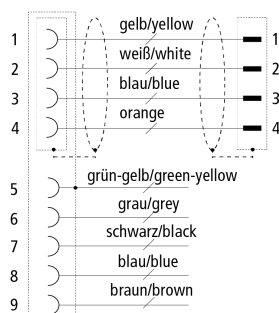 gelb/yellow
1 1
weiß/white
2 2
blau/blue
3 3
orange
4 4
grün-gelb/green-yellow
5
grau/grey
6
schwarz/black
7
blau/blue
8
braun/brown
9